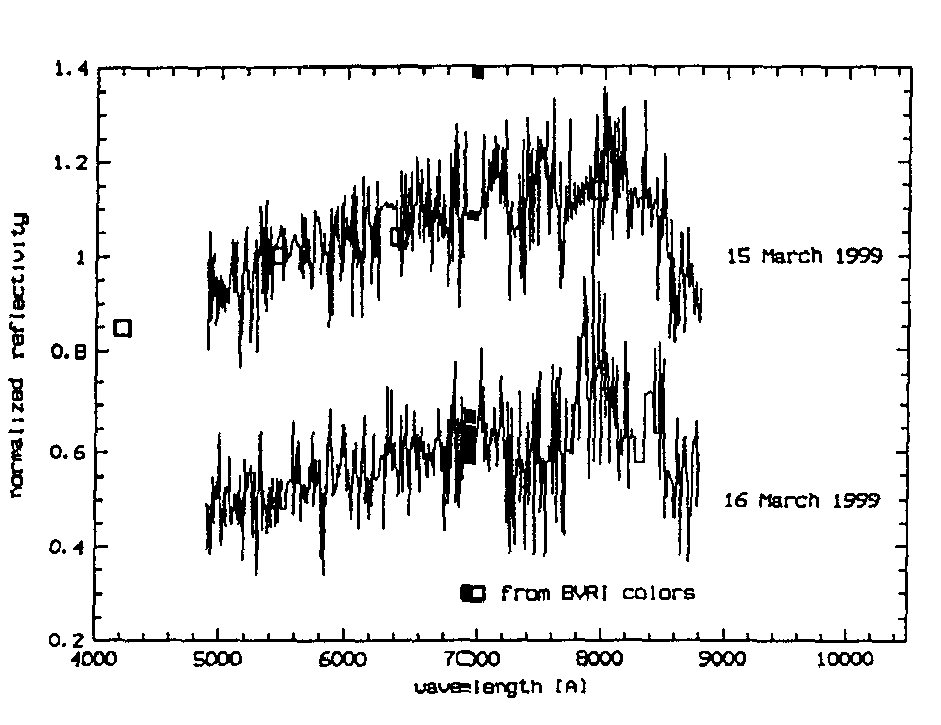 1.4
1.2
1
0.8
0.6
0.4
0.2
normalized reflectivity
15 March 1999
16 March 1999
from BVRI colors
4000 5000 6000 7000 8000 9000 10000
wavelength [A]